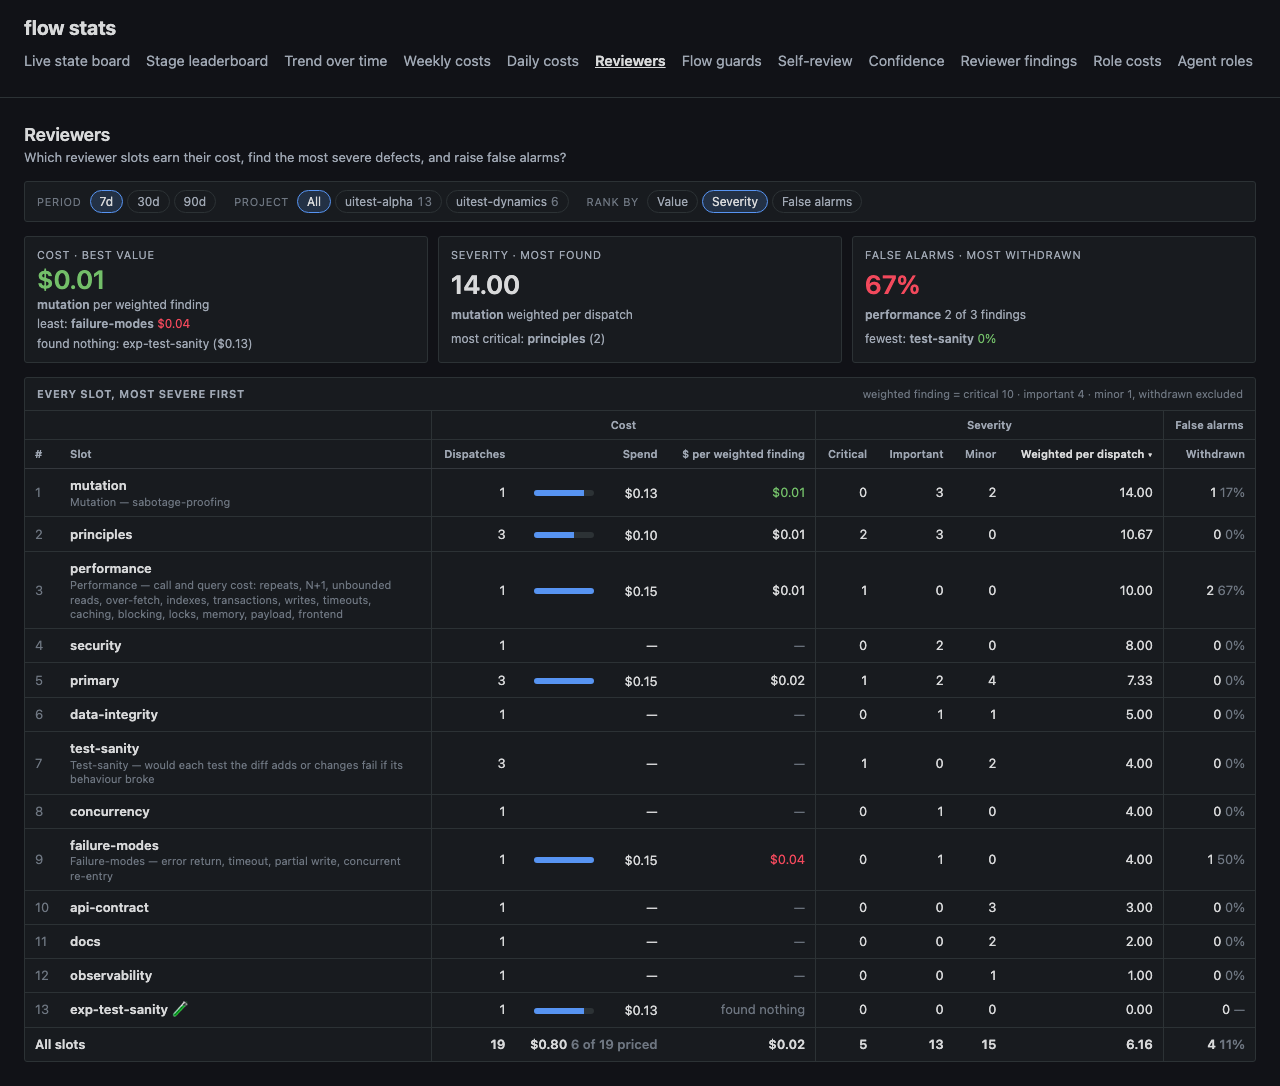 flow stats
Live state board Stage leaderboard Trend over time Weekly costs Daily costs Reviewers Flow guards Self-review Confidence Reviewer findings Role costs Agent roles
Reviewers
Which reviewer slots earn their cost, find the most severe defects, and raise false alarms?
PERIOD 7d 30d 90d PROJECT All uitest-alpha 13 uitest-dynamics 6 RANK BY Value Severity False alarms
COST · BEST VALUE
$0.01
mutation per weighted finding
least: failure-modes $0.04
found nothing: exp-test-sanity ($0.13)
SEVERITY · MOST FOUND
14.00
mutation weighted per dispatch
most critical: principles (2)
FALSE ALARMS · MOST WITHDRAWN
67%
performance 2 of 3 findings
fewest: test-sanity 0%
EVERY SLOT, MOST SEVERE FIRST weighted finding = critical 10 · important 4 · minor 1, withdrawn excluded
Cost Severity False alarms
# Slot Dispatches Spend $ per weighted finding Critical Important Minor Weighted per dispatch ▾ Withdrawn
1 mutation 1 $0.13 $0.01 0 3 2 14.00 1 17%
Mutation — sabotage-proofing
2 principles 3 $0.10 $0.01 2 3 0 10.67 0 0%
3 performance 1 $0.15 $0.01 1 0 0 10.00 2 67%
Performance — call and query cost: repeats, N+1, unbounded
reads, over-fetch, indexes, transactions, writes, timeouts,
caching, blocking, locks, memory, payload, frontend
4 security 1 — — 0 2 0 8.00 0 0%
5 primary 3 $0.15 $0.02 1 2 4 7.33 0 0%
6 data-integrity 1 — — 0 1 1 5.00 0 0%
7 test-sanity 3 — — 1 0 2 4.00 0 0%
Test-sanity — would each test the diff adds or changes fail if its
behaviour broke
8 concurrency 1 — — 0 1 0 4.00 0 0%
9 failure-modes 1 $0.15 $0.04 0 1 0 4.00 1 50%
Failure-modes — error return, timeout, partial write, concurrent
re-entry
10 api-contract 1 — — 0 0 3 3.00 0 0%
11 docs 1 — — 0 0 2 2.00 0 0%
12 observability 1 — — 0 0 1 1.00 0 0%
13 exp-test-sanity 🧪 1 $0.13 found nothing 0 0 0 0.00 0 —
All slots 19 $0.80 6 of 19 priced $0.02 5 13 15 6.16 4 11%